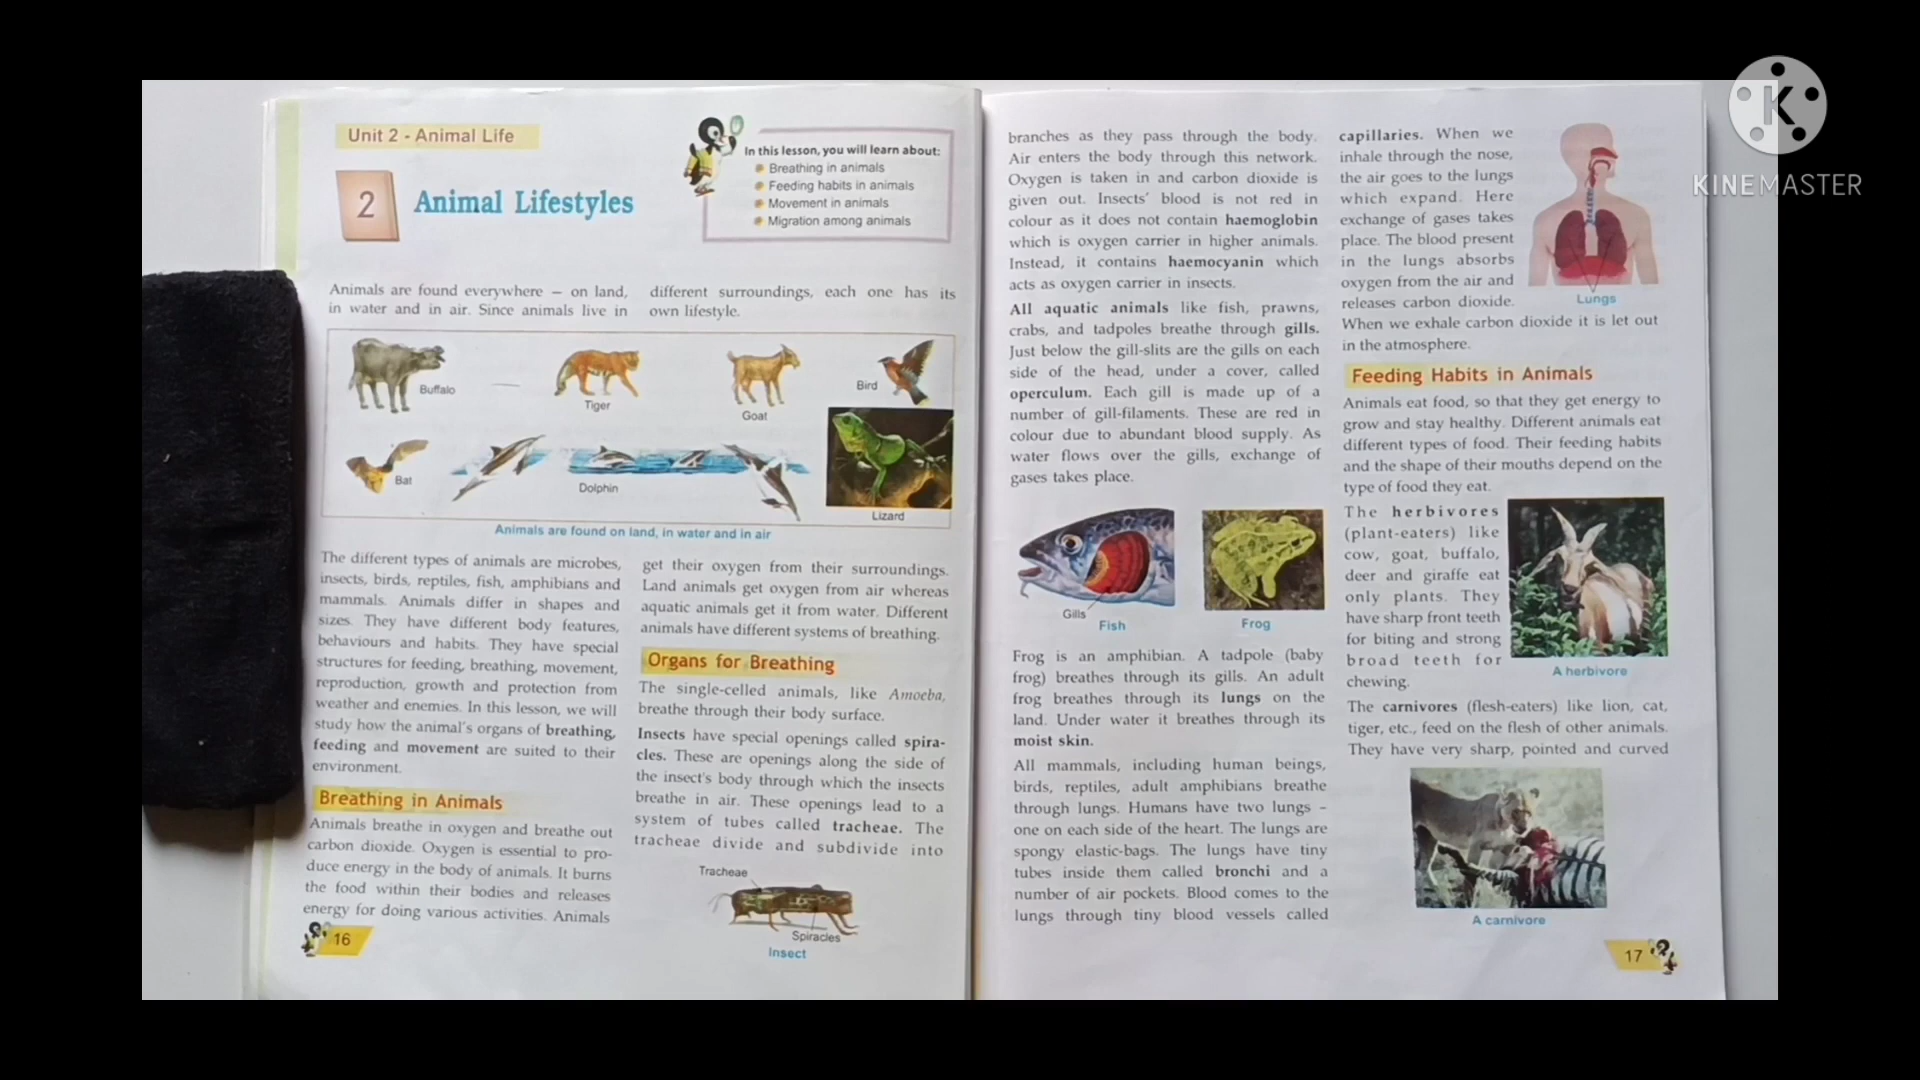 Unit 2 - Animal Life
2
Animal Lifestyles
In this lesson, you will learn about:
Breathing in animals
Feeding habits in animals
Movement in animals
Migration among animals
Animals are found everywhere – on land,
in water and in air. Since animals live in
different surroundings, each one has its
own lifestyle.
Buffalo
Tiger
Goat
Bird
Bat
Dolphin
Lizard
Animals are found on land, in water and in air
The different types of animals are microbes,
insects, birds, reptiles, fish, amphibians and
mammals. Animals differ in shapes and
sizes. They have different body features,
behaviours and habits. They have special
structures for feeding, breathing, movement,
reproduction, growth and protection from
weather and enemies. In this lesson, we will
study how the animal's organs of breathing,
feeding and movement are suited to their
environment.
Breathing in Animals
Animals breathe in oxygen and breathe out
carbon dioxide. Oxygen is essential to pro-
duce energy in the body of animals. It burns
the food within their bodies and releases
energy for doing various activities. Animals
16
get their oxygen from their surroundings.
Land animals get oxygen from air whereas
aquatic animals get it from water. Different
animals have different systems of breathing.
Organs for Breathing
The single-celled animals, like Amoeba,
breathe through their body surface.
Insects have special openings called spira-
cles. These are openings along the side of
the insect's body through which the insects
breathe in air. These openings lead to a
system of tubes called tracheae. The
tracheae divide and subdivide into
Tracheae
Spiracles
Insect
branches as they pass through the body.
Air enters the body through this network.
Oxygen is taken in and carbon dioxide is
given out. Insects' blood is not red in
colour as it does not contain haemoglobin
which is oxygen carrier in higher animals.
Instead, it contains haemocyanin which
acts as oxygen carrier in insects.
All aquatic animals like fish, prawns,
crabs, and tadpoles breathe through gills.
Just below the gill-slits are the gills on each
side of the head, under a cover, called
operculum. Each gill is made up of a
number of gill-filaments. These are red in
colour due to abundant blood supply. As
water flows over the gills, exchange of
gases takes place.
Gills
Fish
Frog
Frog is an amphibian. A tadpole (baby
frog) breathes through its gills. An adult
frog breathes through its lungs on the
land. Under water it breathes through its
moist skin.
All mammals, including human beings,
birds, reptiles, adult amphibians breathe
through lungs. Humans have two lungs –
one on each side of the heart. The lungs are
spongy elastic-bags. The lungs have tiny
tubes inside them called bronchi and a
number of air pockets. Blood comes to the
lungs through tiny blood vessels called
capillaries. When we
inhale through the nose,
the air goes to the lungs
which expand. Here
exchange of gases takes
place. The blood present
in the lungs absorbs
oxygen from the air and
releases carbon dioxide.
When we exhale carbon dioxide it is let out
in the atmosphere.
Lungs
Feeding Habits in Animals
Animals eat food, so that they get energy to
grow and stay healthy. Different animals eat
different types of food. Their feeding habits
and the shape of their mouths depend on the
type of food they eat.
The herbivores
(plant-eaters) like
cow, goat, buffalo,
deer and giraffe eat
only plants. They
have sharp front teeth
for biting and strong
broad teeth for
chewing.
A herbivore
The carnivores (flesh-eaters) like lion, cat,
tiger, etc., feed on the flesh of other animals.
They have very sharp, pointed and curved
A carnivore
17
K
KINEMASTER